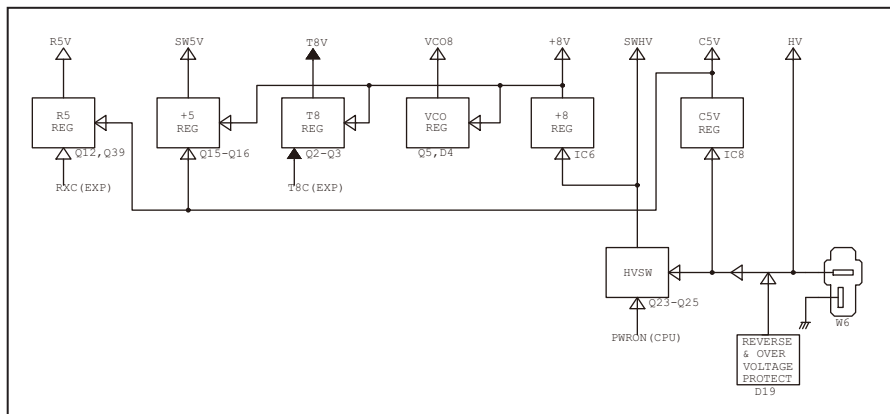 R5V
SW5V
T8V
VCO8
+8V
SWHV
C5V
HV
R5
REG
+5
REG
T8
REG
VCO
REG
+8
REG
C5V
REG
Q12,Q39
Q15-Q16
Q2-Q3
Q5,D4
IC6
IC8
RXC(EXP)
T8C(EXP)
HVSW
Q23-Q25
W6
PWRON(CPU)
REVERSE
& OVER
VOLTAGE
PROTECT
D19